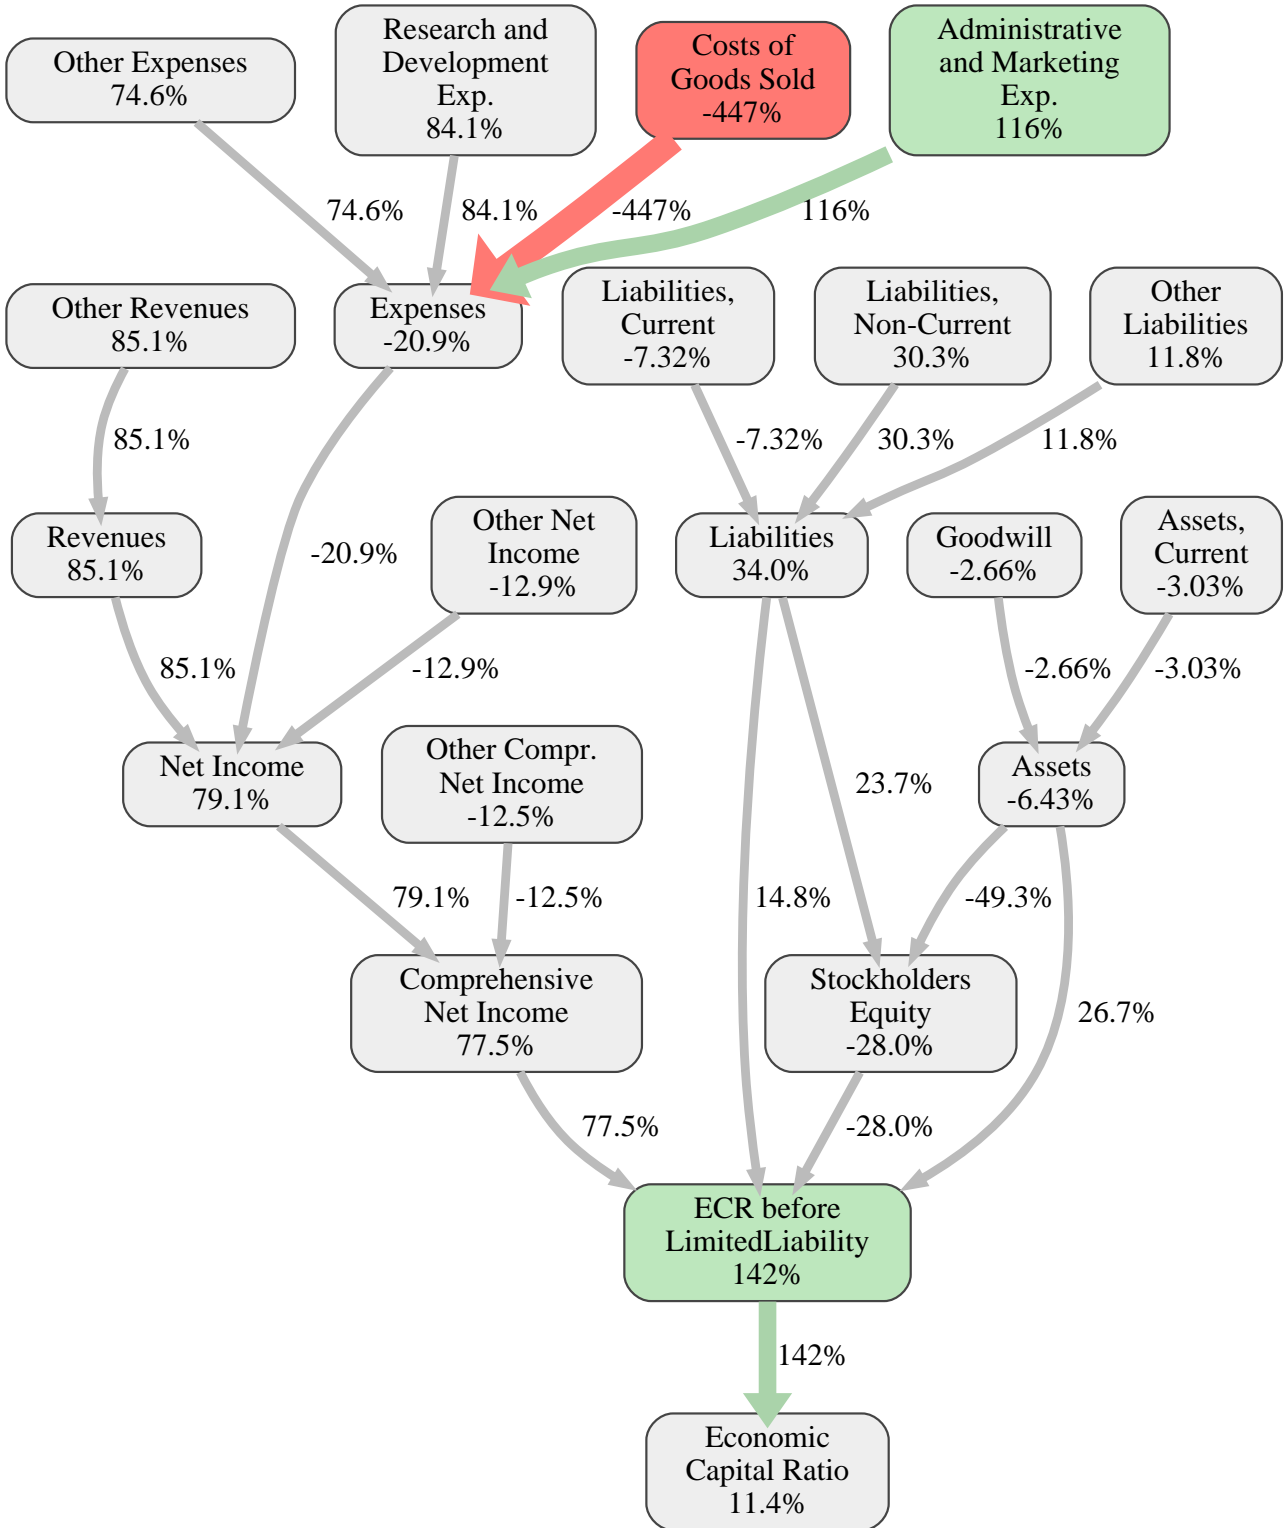 Other Expenses
74.6%
Research and
Development
Exp.
84.1%
Costs of
Goods Sold
-447%
Administrative
and Marketing
Exp.
116%
74.6%
84.1%
-447%
116%
Other Revenues
85.1%
Expenses
-20.9%
Liabilities,
Current
-7.32%
Liabilities,
Non-Current
30.3%
Other
Liabilities
11.8%
85.1%
-7.32%
30.3%
11.8%
Revenues
85.1%
-20.9%
Other Net
Income
-12.9%
Liabilities
34.0%
Goodwill
-2.66%
Assets,
Current
-3.03%
85.1%
-12.9%
-2.66%
-3.03%
Net Income
79.1%
Other Compr.
Net Income
-12.5%
23.7%
Assets
-6.43%
79.1%
-12.5%
14.8%
-49.3%
Comprehensive
Net Income
77.5%
Stockholders
Equity
-28.0%
26.7%
77.5%
-28.0%
ECR before
LimitedLiability
142%
142%
Economic
Capital Ratio
11.4%